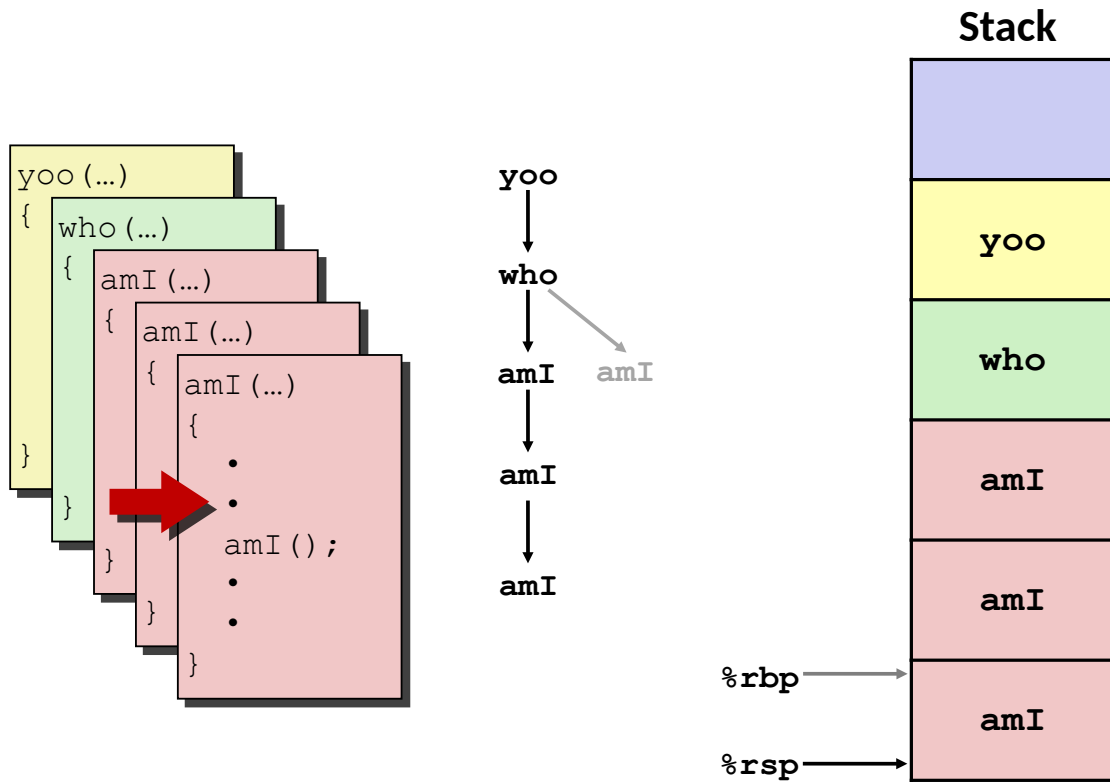 Stack
yoo(…)
{
}
who(…)
{
}
amI(…)
{
}
amI(…)
{
}
amI(…)
{
•
•
amI();
•
•
}
yoo
who
amI amI
amI
amI
yoo
who
amI
amI
amI
%rbp
%rsp